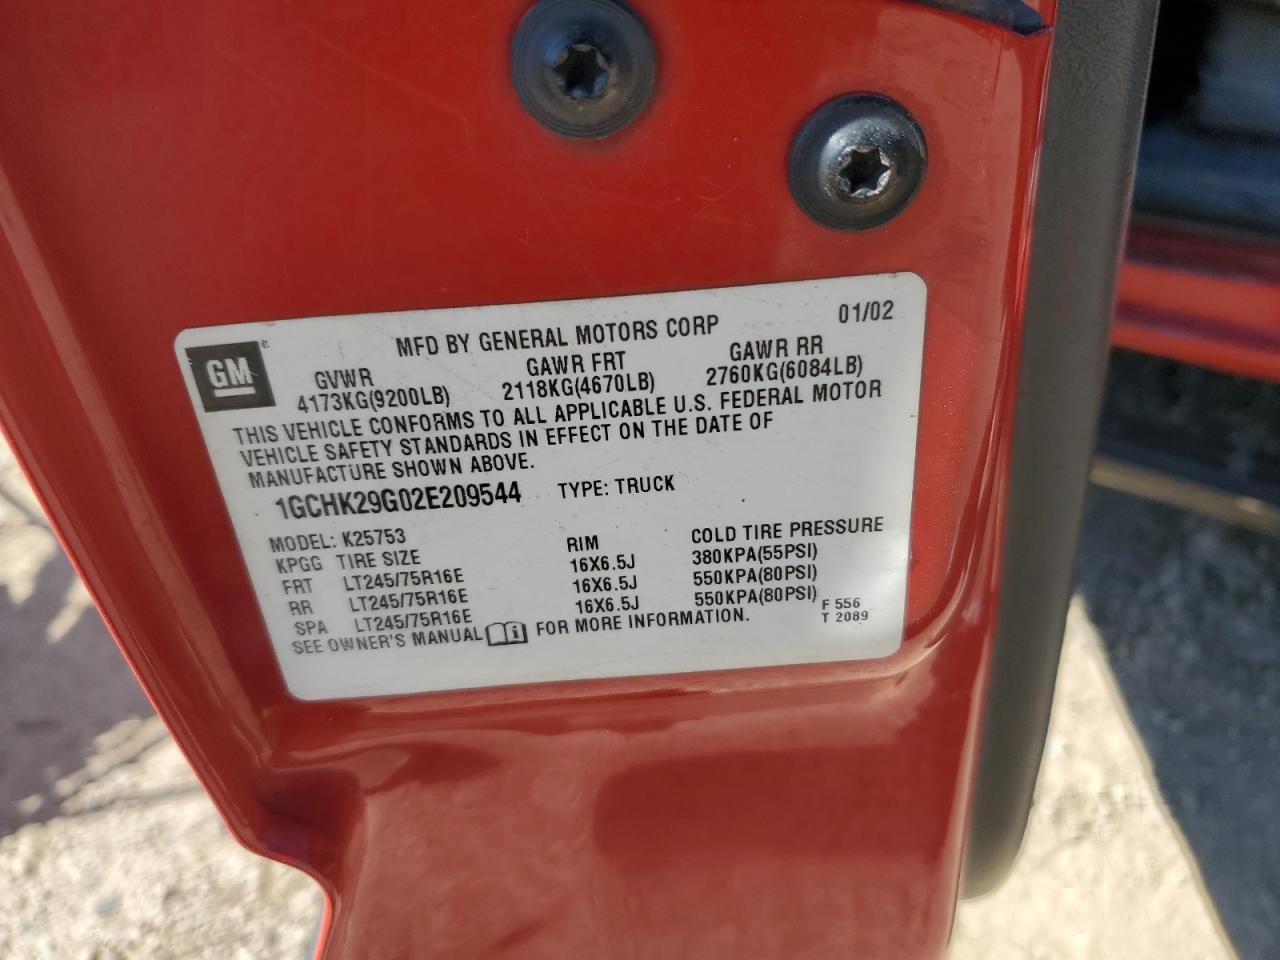 MFD BY GENERAL MOTORS CORP 01/02
GM ®
GVWR GAWR FRT GAWR RR
4173KG(9200LB) 2118KG(4670LB) 2760KG(6084LB)
THIS VEHICLE CONFORMS TO ALL APPLICABLE U.S. FEDERAL MOTOR
VEHICLE SAFETY STANDARDS IN EFFECT ON THE DATE OF
MANUFACTURE SHOWN ABOVE.
1GCHK29G02E209544 TYPE: TRUCK
MODEL: K25753
KPGG TIRE SIZE RIM COLD TIRE PRESSURE
FRT LT245/75R16E 16X6.5J 380KPA(55PSI)
RR LT245/75R16E 16X6.5J 550KPA(80PSI)
SPA LT245/75R16E 16X6.5J 550KPA(80PSI)
SEE OWNER'S MANUAL FOR MORE INFORMATION.
F 556
T 2089